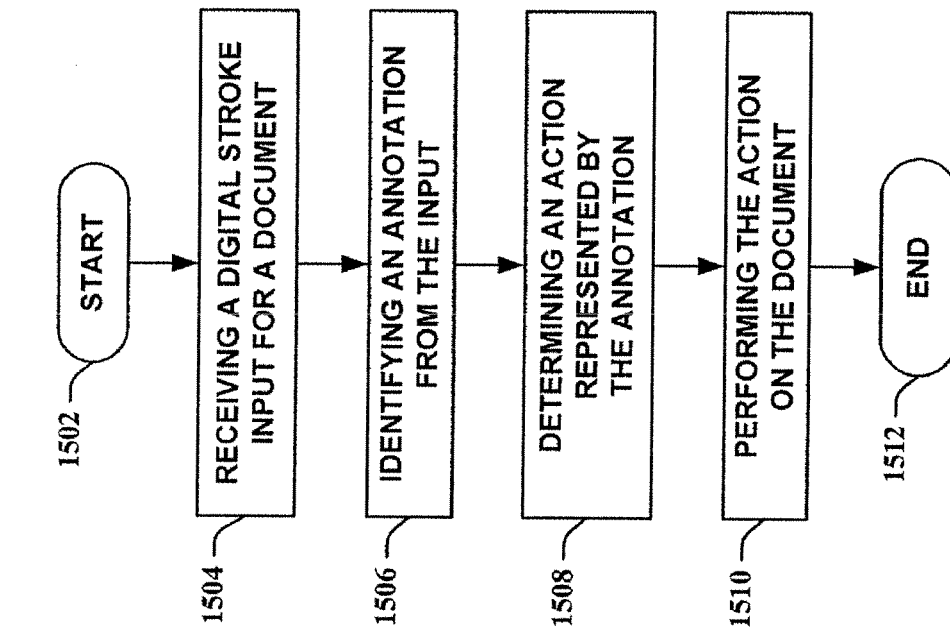 START
1502
RECEIVING A DIGITAL STROKE
INPUT FOR A DOCUMENT
1504
IDENTIFYING AN ANNOTATION
FROM THE INPUT
1506
DETERMINING AN ACTION
REPRESENTED BY
THE ANNOTATION
1508
PERFORMING THE ACTION
ON THE DOCUMENT
1510
END
1512